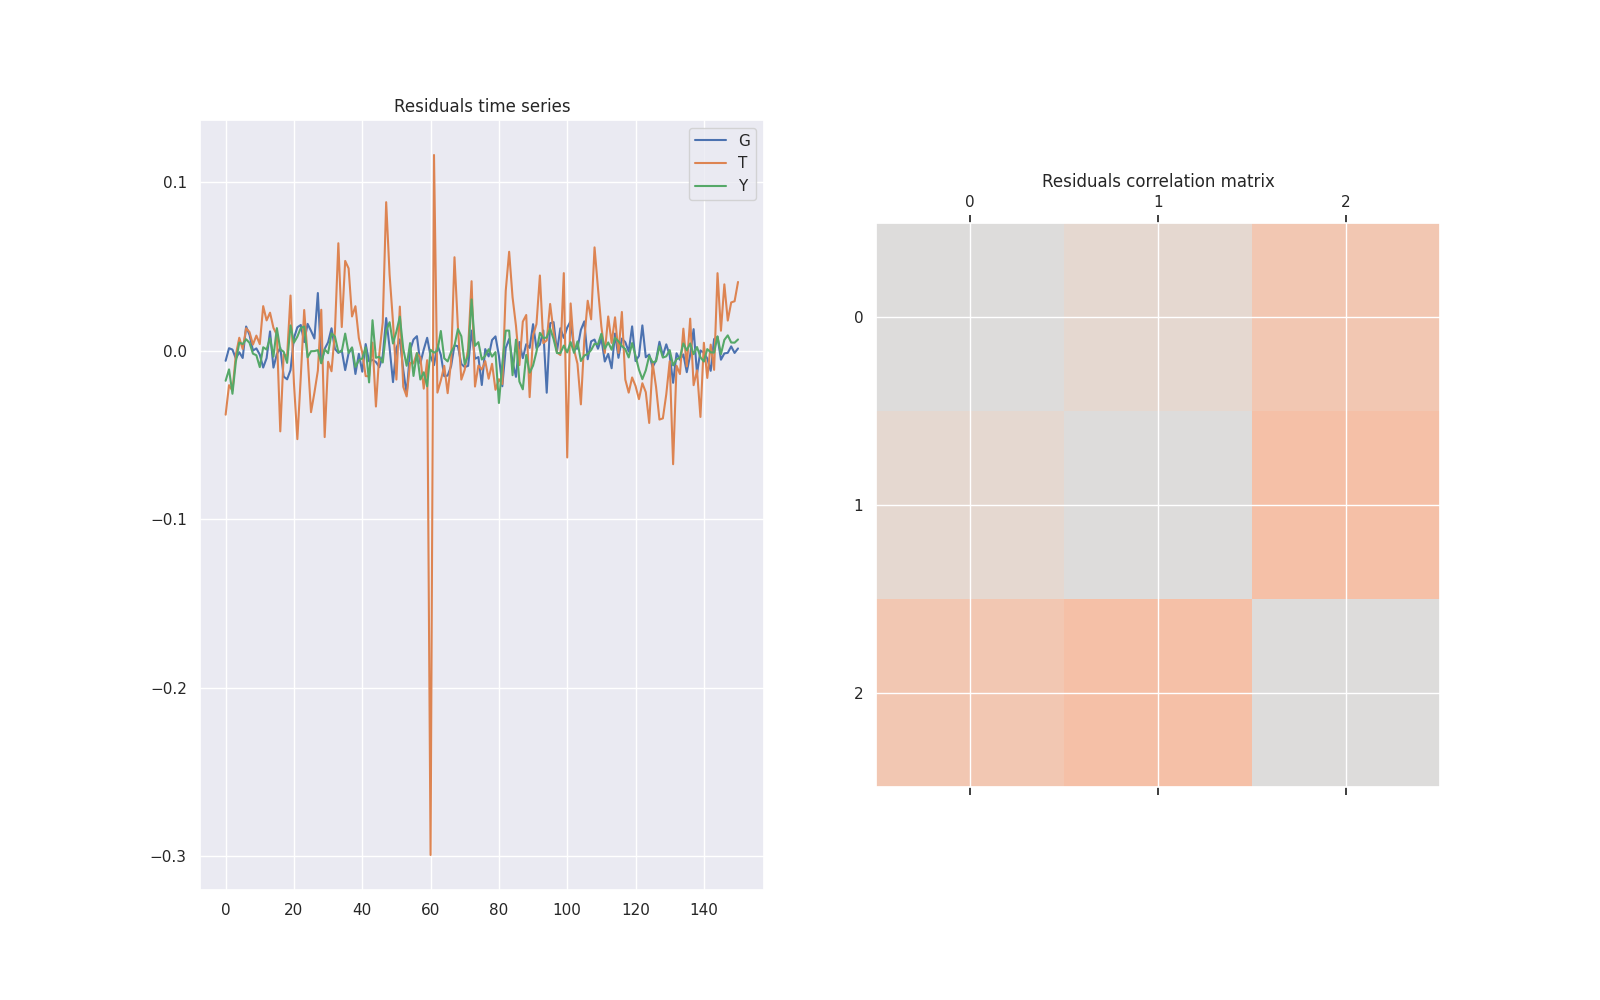 Residuals time series
G
T
Y
0.1
0.0
−0.1
−0.2
−0.3
0 20 40 60 80 100 120 140
Residuals correlation matrix
0 1 2
0
1
2